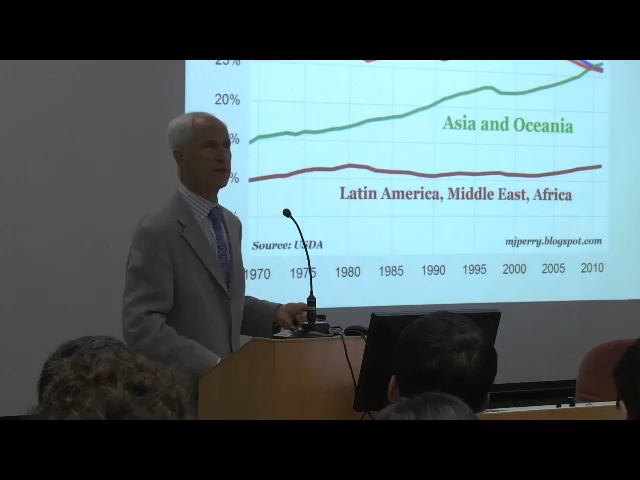 25%
20%
Asia and Oceania
%
%
Latin America, Middle East, Africa
Source: USDA
mjperry.blogspot.com
1970 1975 1980 1985 1990 1995 2000 2005 2010